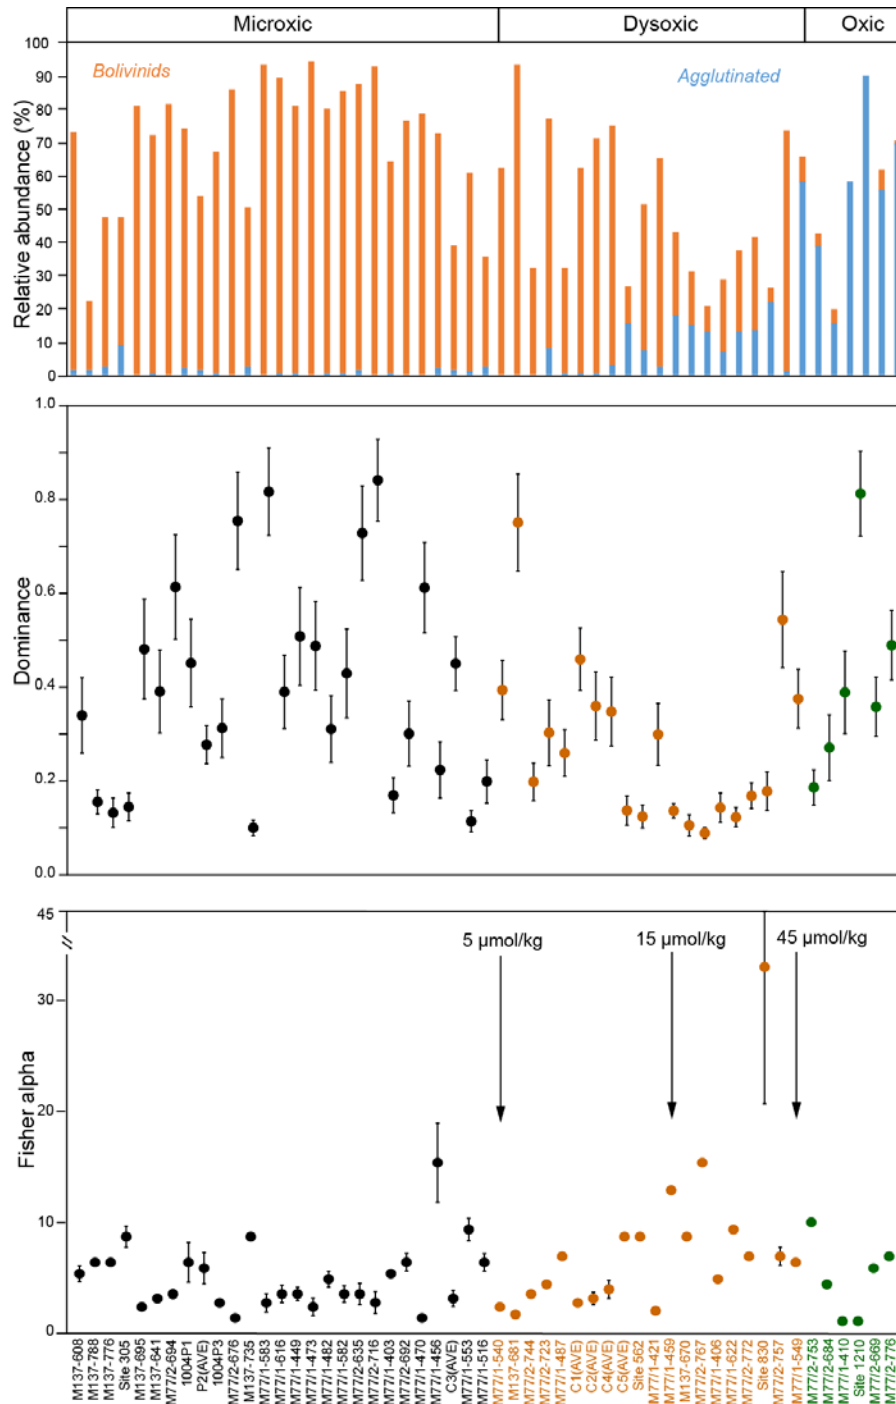 Microxic
Dysoxic
Oxic
Relative abundance (%)
100
90
80
70
60
50
40
30
20
10
0
Bolivinids
Agglutinated
Dominance
1.0
0.8
0.6
0.4
0.2
0.0
Fisher alpha
45
30
20
10
0
5 µmol/kg
15 µmol/kg
45 µmol/kg
M137-608
M137-788
M137-776
Site 305
M137-695
M137-641
M77/2-694
1004P1
P2(AVE)
1004P3
M77/2-676
M137-735
M77/1-583
M77/1-616
M77/1-449
M77/1-473
M77/1-482
M77/1-582
M77/2-635
M77/2-716
M77/1-403
M77/2-692
M77/1-470
M77/1-456
C3(AVE)
M77/1-553
M77/1-516
M77/1-540
M137-681
M77/2-744
M77/2-723
M77/1-487
C1(AVE)
C2(AVE)
C4(AVE)
C5(AVE)
Site 562
M77/1-421
M77/1-459
M137-670
M77/2-767
M77/1-406
M77/1-622
M77/2-772
Site 830
M77/2-757
M77/1-549
M77/2-753
M77/2-684
M77/1-410
Site 1210
M77/2-669
M77/2-776